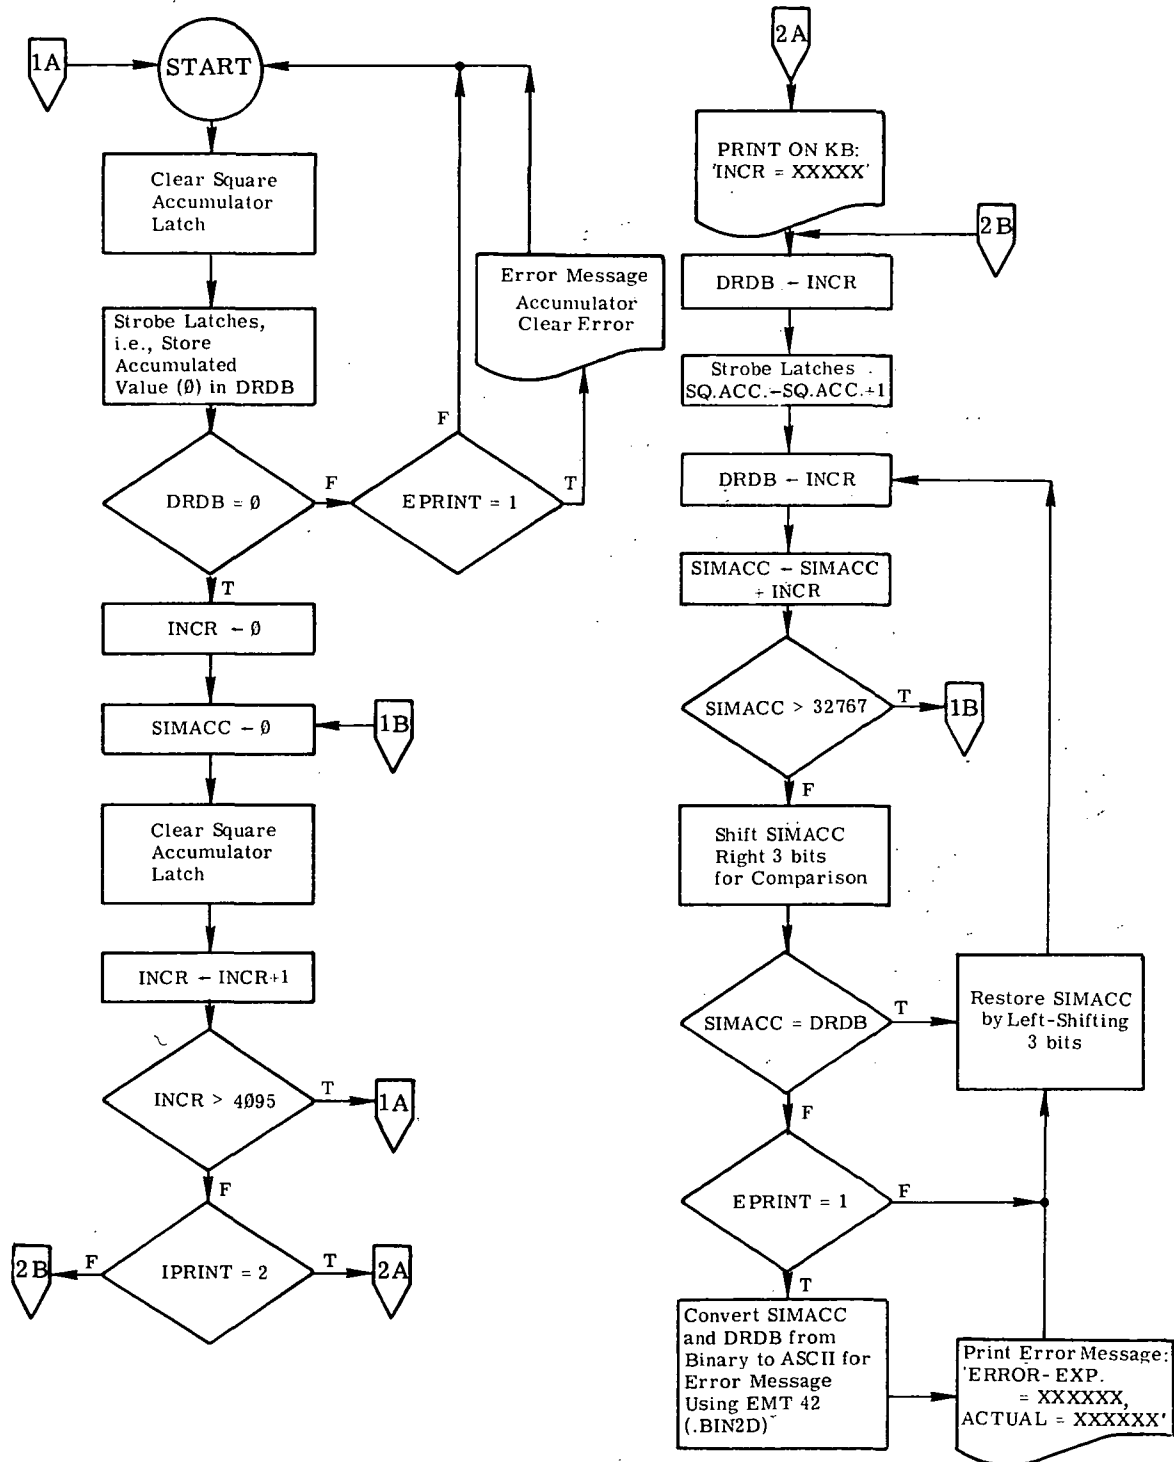 1A
START
Clear Square
Accumulator
Latch
Strobe Latches,
i.e., Store
Accumulated
Value (Ø) in DRDB
DRDB = Ø
F
T
EPRINT = 1
F
T
Error Message
Accumulator
Clear Error
INCR – Ø
SIMACC – Ø
1B
Clear Square
Accumulator
Latch
INCR – INCR+1
INCR > 4Ø95
T
1A
F
IPRINT = 2
F
2B
T
2A
2A
PRINT ON KB:
'INCR = XXXXX'
2B
DRDB – INCR
Strobe Latches
SQ.ACC.–SQ.ACC.+1
DRDB – INCR
SIMACC – SIMACC
+ INCR
SIMACC > 32767
T
1B
F
Shift SIMACC
Right 3 bits
for Comparison
SIMACC = DRDB
T
Restore SIMACC
by Left-Shifting
3 bits
F
EPRINT = 1
F
T
Convert SIMACC
and DRDB from
Binary to ASCII for
Error Message
Using EMT 42
(.BIN2D)
Print Error Message:
'ERROR-EXP.
= XXXXXX,
ACTUAL = XXXXXX'